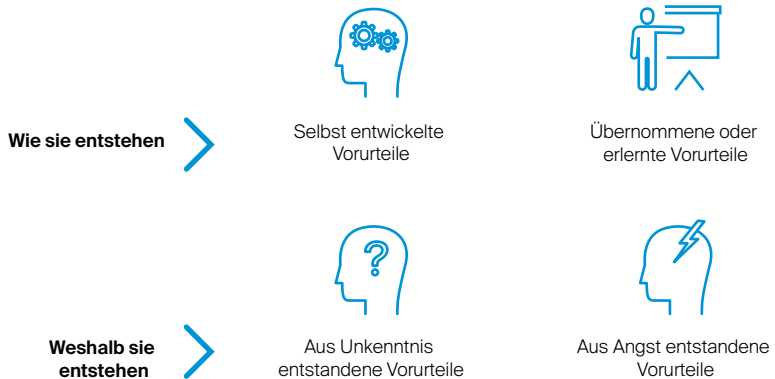 Wie sie entstehen
Selbst entwickelte
Vorurteile
Übernommene oder
erlernte Vorurteile
?
Weshalb sie
entstehen
Aus Unkenntnis
entstandene Vorurteile
Aus Angst entstandene
Vorurteile